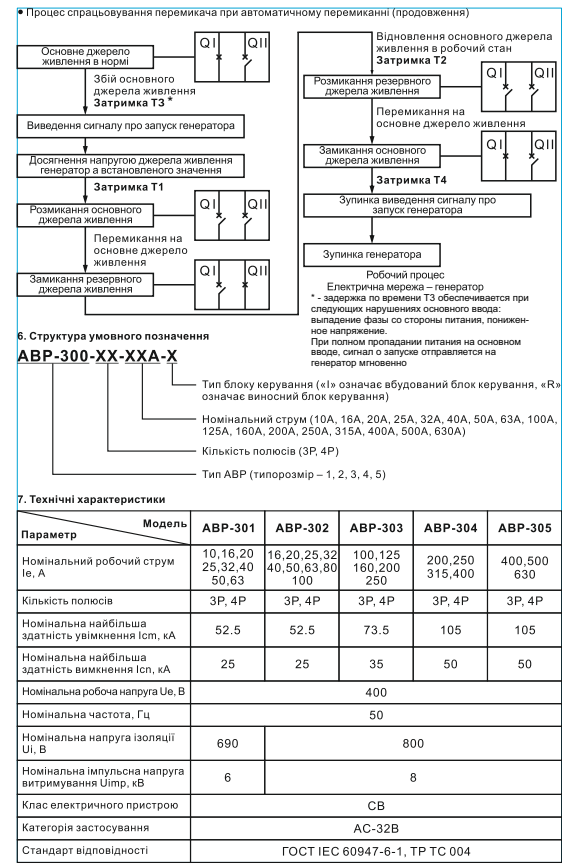 ● Процес спрацьовування перемикача при автоматичному перемиканні (продовження)
Основне джерело
живлення в нормі
QI QII
Збій основного
джерела живлення
Затримка Т3 *
Виведення сигналу про запуск генератора
Досягнення напругою джерела живлення
генератор а встановленого значення
Затримка Т1
Розмикання основного
джерела живлення
QI QII
Перемикання на
основне джерело
живлення
Замикання резервного
джерела живлення
QI QII
Відновлення основного джерела
живлення в робочий стан
Затримка Т2
Розмикання резервного
джерела живлення
QI QII
Перемикання на
основне джерело живлення
Замикання основного
джерела живлення
QI QII
Затримка Т4
Зупинка виведення сигналу про
запуск генератора
Зупинка генератора
Робочий процес
Електрична мережа – генератор
* - задержка по времени Т3 обеспечивается при
следующих нарушениях основного ввода:
выпадение фазы со стороны питания, понижен-
ное напряжение.
При полном пропадании питания на основном
вводе, сигнал о запуске отправляется на
генератор мгновенно
6. Структура умовного позначення
АВР-300-ХХ-ХХА-Х
Тип блоку керування («I» означає вбудований блок керування, «R»
означає виносний блок керування)
Номінальний струм (10А, 16А, 20А, 25А, 32А, 40А, 50А, 63А, 100А,
125А, 160А, 200А, 250А, 315А, 400А, 500А, 630А)
Кількість полюсів (3Р, 4Р)
Тип АВР (типорозмір – 1, 2, 3, 4, 5)
7. Технічні характеристики
Модель
Параметр
АВР-301 АВР-302 АВР-303 АВР-304 АВР-305
Номінальний робочий струм
Ie, А
10,16,20
25,32,40
50,63
16,20,25,32
40,50,63,80
100
100,125
160,200
250
200,250
315,400
400,500
630
Кількість полюсів 3Р, 4Р 3Р, 4Р 3Р, 4Р 3Р, 4Р 3Р, 4Р
Номінальна найбільша
здатність увімкнення Icm, кА
52.5 52.5 73.5 105 105
Номінальна найбільша
здатність вимкнення Icn, кА
25 25 35 50 50
Номінальна робоча напруга Ue, В 400
Номінальна частота, Гц 50
Номінальна напруга ізоляції
Ui, В
690 800
Номінальна імпульсна напруга
витримування Uimp, кВ
6 8
Клас електричного пристрою СВ
Категорія застосування AC-32B
Стандарт відповідності ГОСТ IEC 60947-6-1, ТР ТС 004